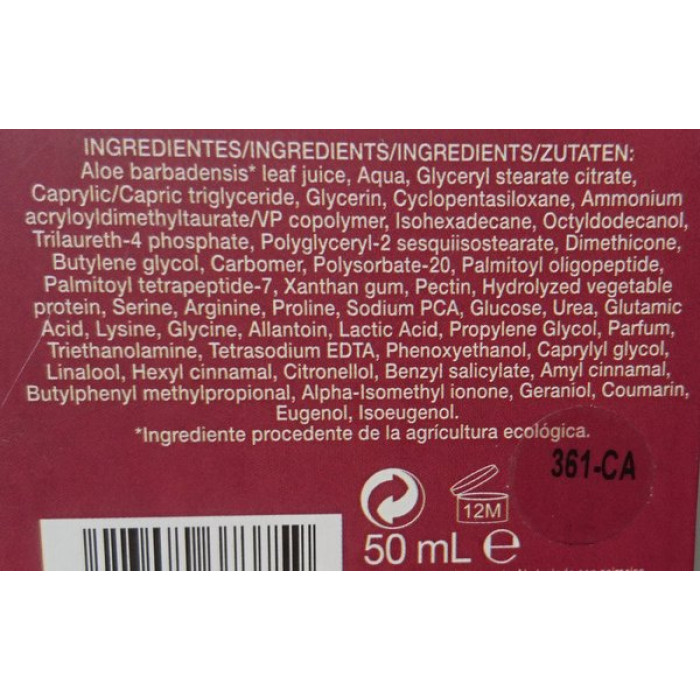 INGREDIENTES/INGREDIENTS/INGREDIENTS/ZUTATEN:
Aloe barbadensis* leaf juice, Aqua, Glyceryl stearate citrate,
Caprylic/Capric triglyceride, Glycerin, Cyclopentasiloxane, Ammonium
acryloyldimethyltaurate/VP copolymer, Isohexadecane, Octyldodecanol,
Trilaureth-4 phosphate, Polyglyceryl-2 sesquiisostearate, Dimethicone,
Butylene glycol, Carbomer, Polysorbate-20, Palmitoyl oligopeptide,
Palmitoyl tetrapeptide-7, Xanthan gum, Pectin, Hydrolyzed vegetable
protein, Serine, Arginine, Proline, Sodium PCA, Glucose, Urea, Glutamic
Acid, Lysine, Glycine, Allantoin, Lactic Acid, Propylene Glycol, Parfum,
Triethanolamine, Tetrasodium EDTA, Phenoxyethanol, Caprylyl glycol,
Linalool, Hexyl cinnamal, Citronellol, Benzyl salicylate, Amyl cinnamal,
Butylphenyl methylpropional, Alpha-Isomethyl ionone, Geraniol, Coumarin,
Eugenol, Isoeugenol.
*Ingrediente procedente de la agrícultura ecológica.
361-CA
12M
50 mL e